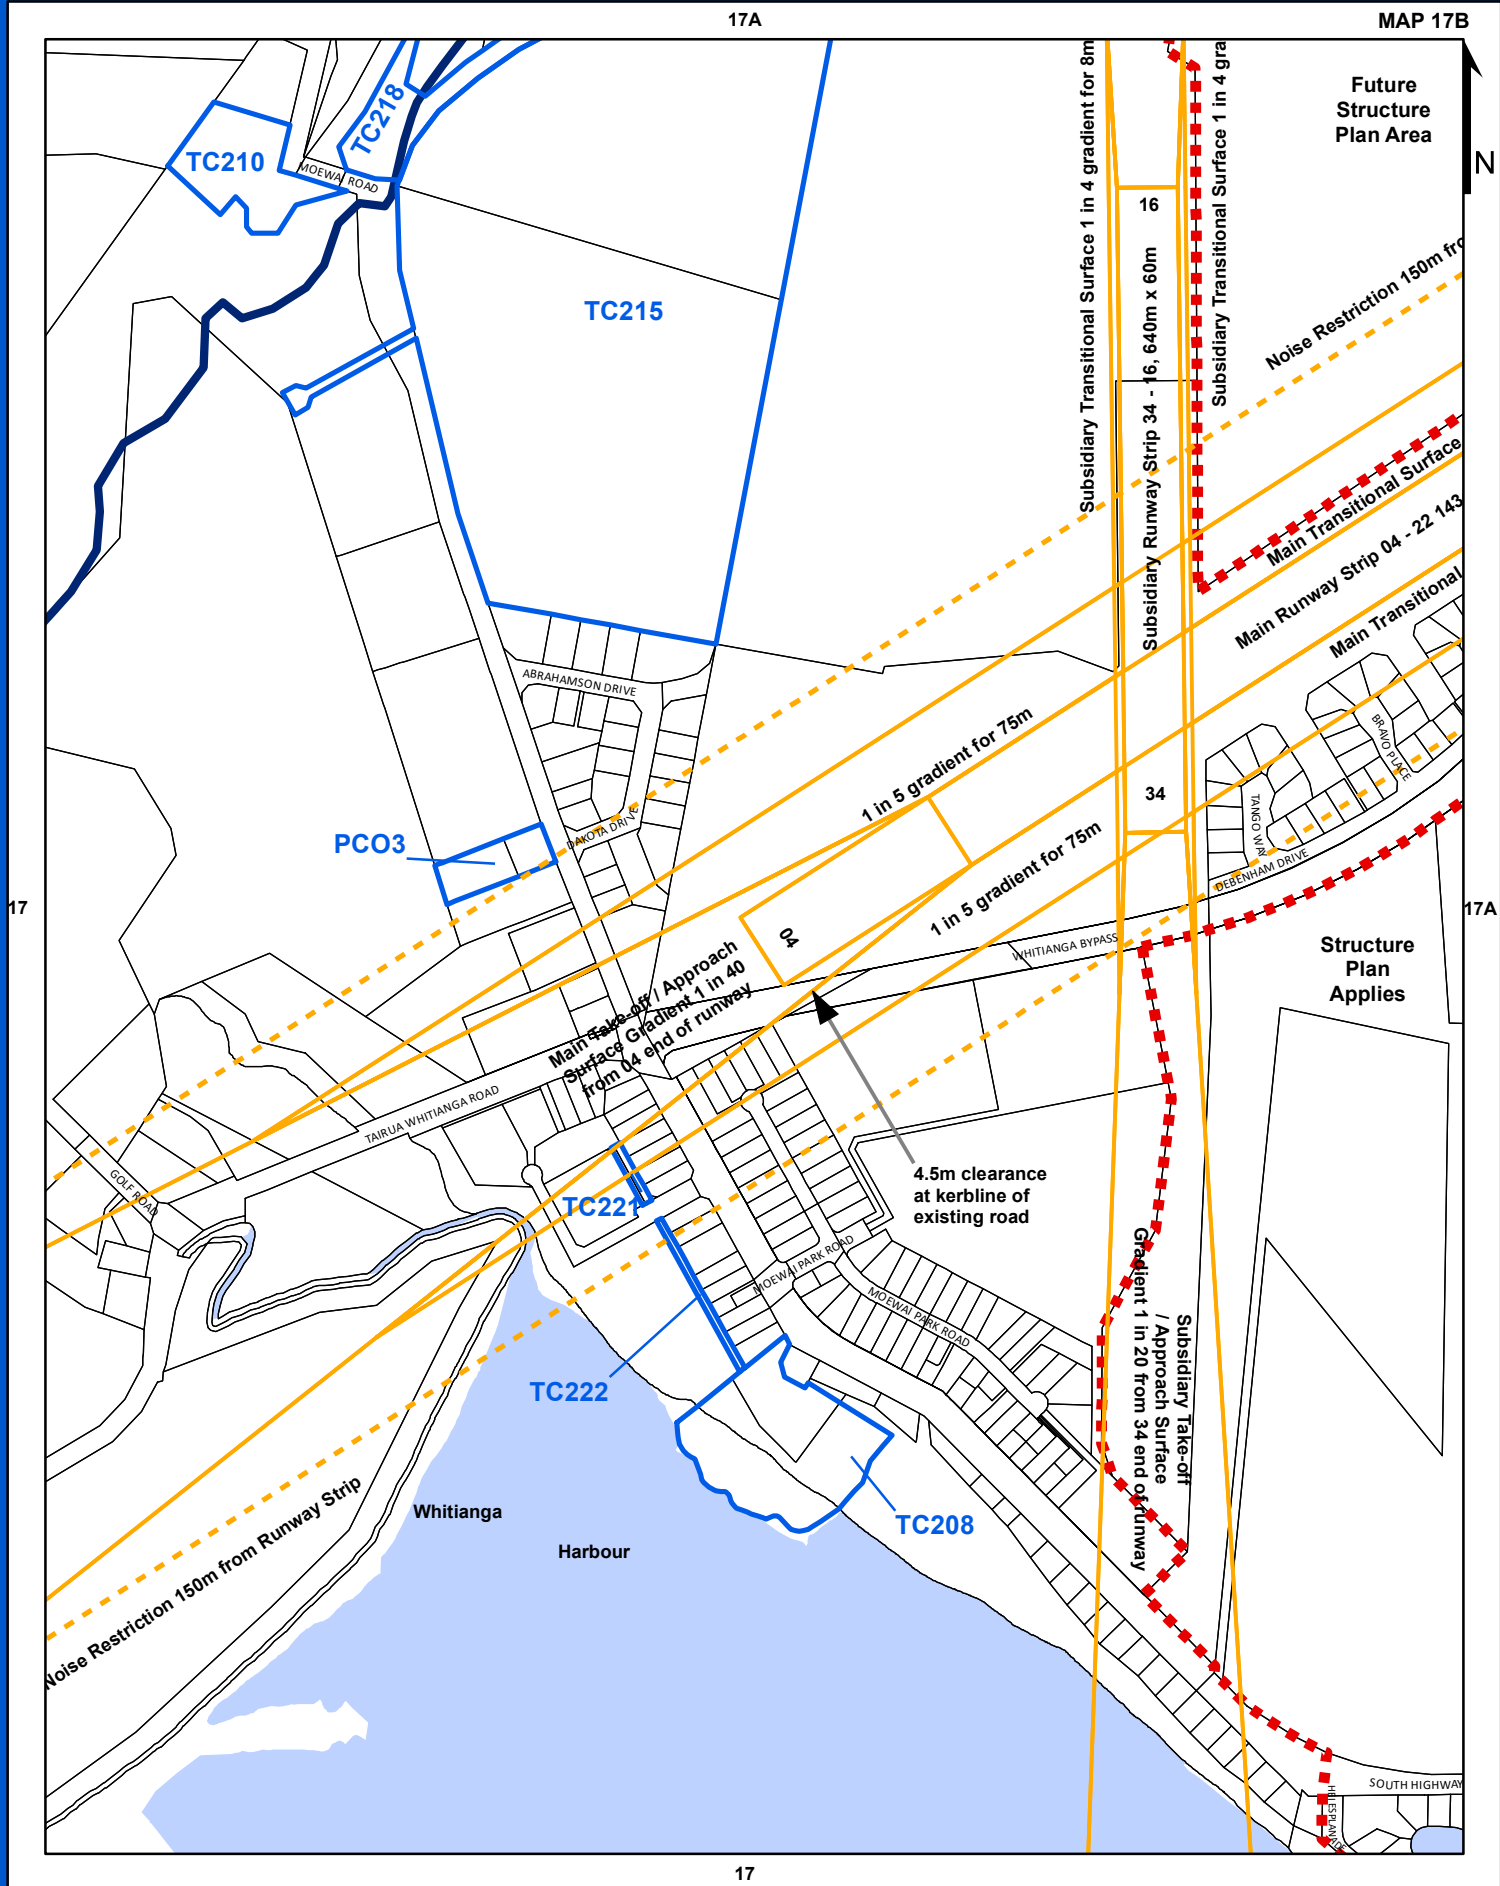 17A
MAP 17B
Future
Structure
Plan Area
N
TC218
TC210
MOEWAI ROAD
TC215
Subsidiary Transitional Surface 1 in 4 gradient for 8m
Subsidiary Transitional Surface 1 in 4 gra
16
Subsidiary Runway Strip 34 - 16, 640m x 60m
Noise Restriction 150m fro
Main Transitional Surface
Main Runway Strip 04 - 22 143
Main Transitional
ABRAHAMSON DRIVE
BRAVO PLACE
1 in 5 gradient for 75m
34
TANGO WAY
DAKOTA DRIVE
PCO3
1 in 5 gradient for 75m
DEBENHAM DRIVE
17
17A
04
WHITIANGA BYPASS
Structure
Plan
Applies
Main Take-off / Approach
Surface Gradient 1 in 40
from 04 end of runway
TAIRUA WHITIANGA ROAD
GOLF ROAD
4.5m clearance
at kerbline of
existing road
TC221
MOEWAI PARK ROAD
MOEWAI PARK ROAD
Subsidiary Take-off
/ Approach Surface
Gradient 1 in 20 from 34 end of runway
TC222
Noise Restriction 150m from Runway Strip
Whitianga
Harbour
TC208
SOUTH HIGHWAY
17